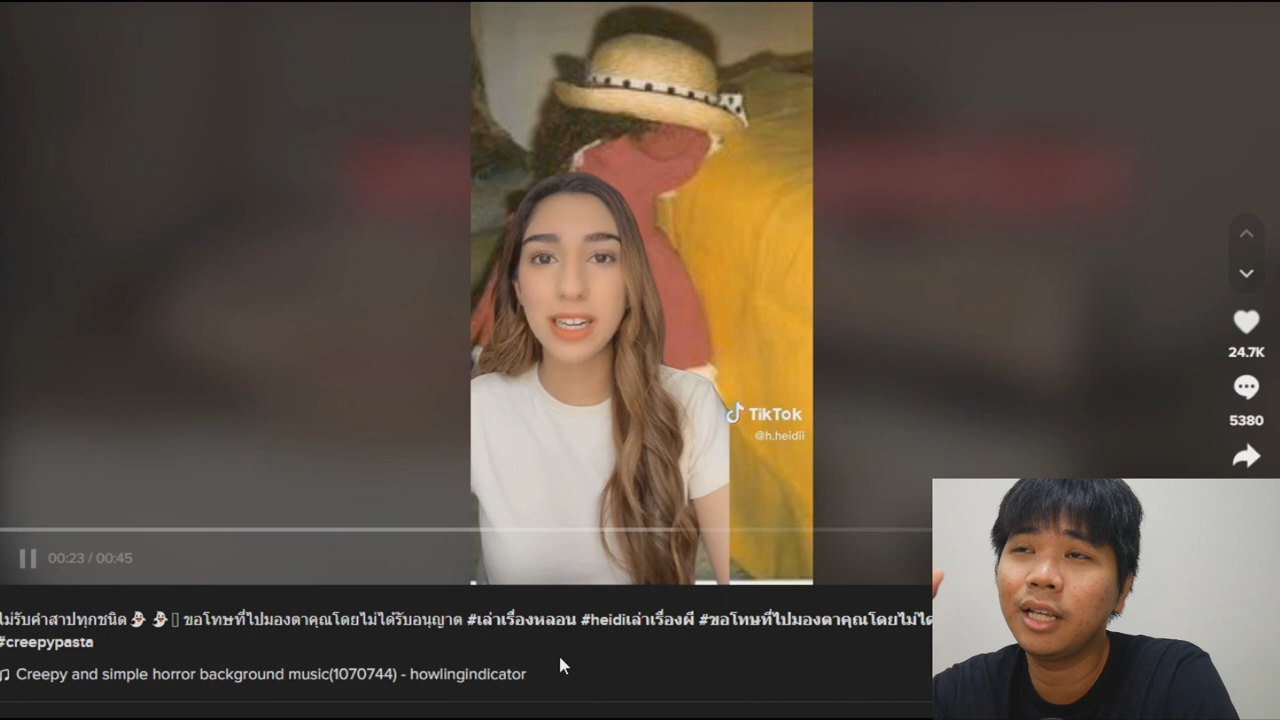 TikTok
@h.heidii
24.7K
5380
00:23 / 00:45
ไม่รับคำสาปทุกชนิด👻 👻 ขอโทษที่ไปมองตาคุณโดยไม่ได้รับอนุญาต #เล่าเรื่องหลอน #heidiเล่าเรื่องผี #ขอโทษที่ไปมองตาคุณโดยไม่ได้
#creepypasta
Creepy and simple horror background music(1070744) - howlingindicator